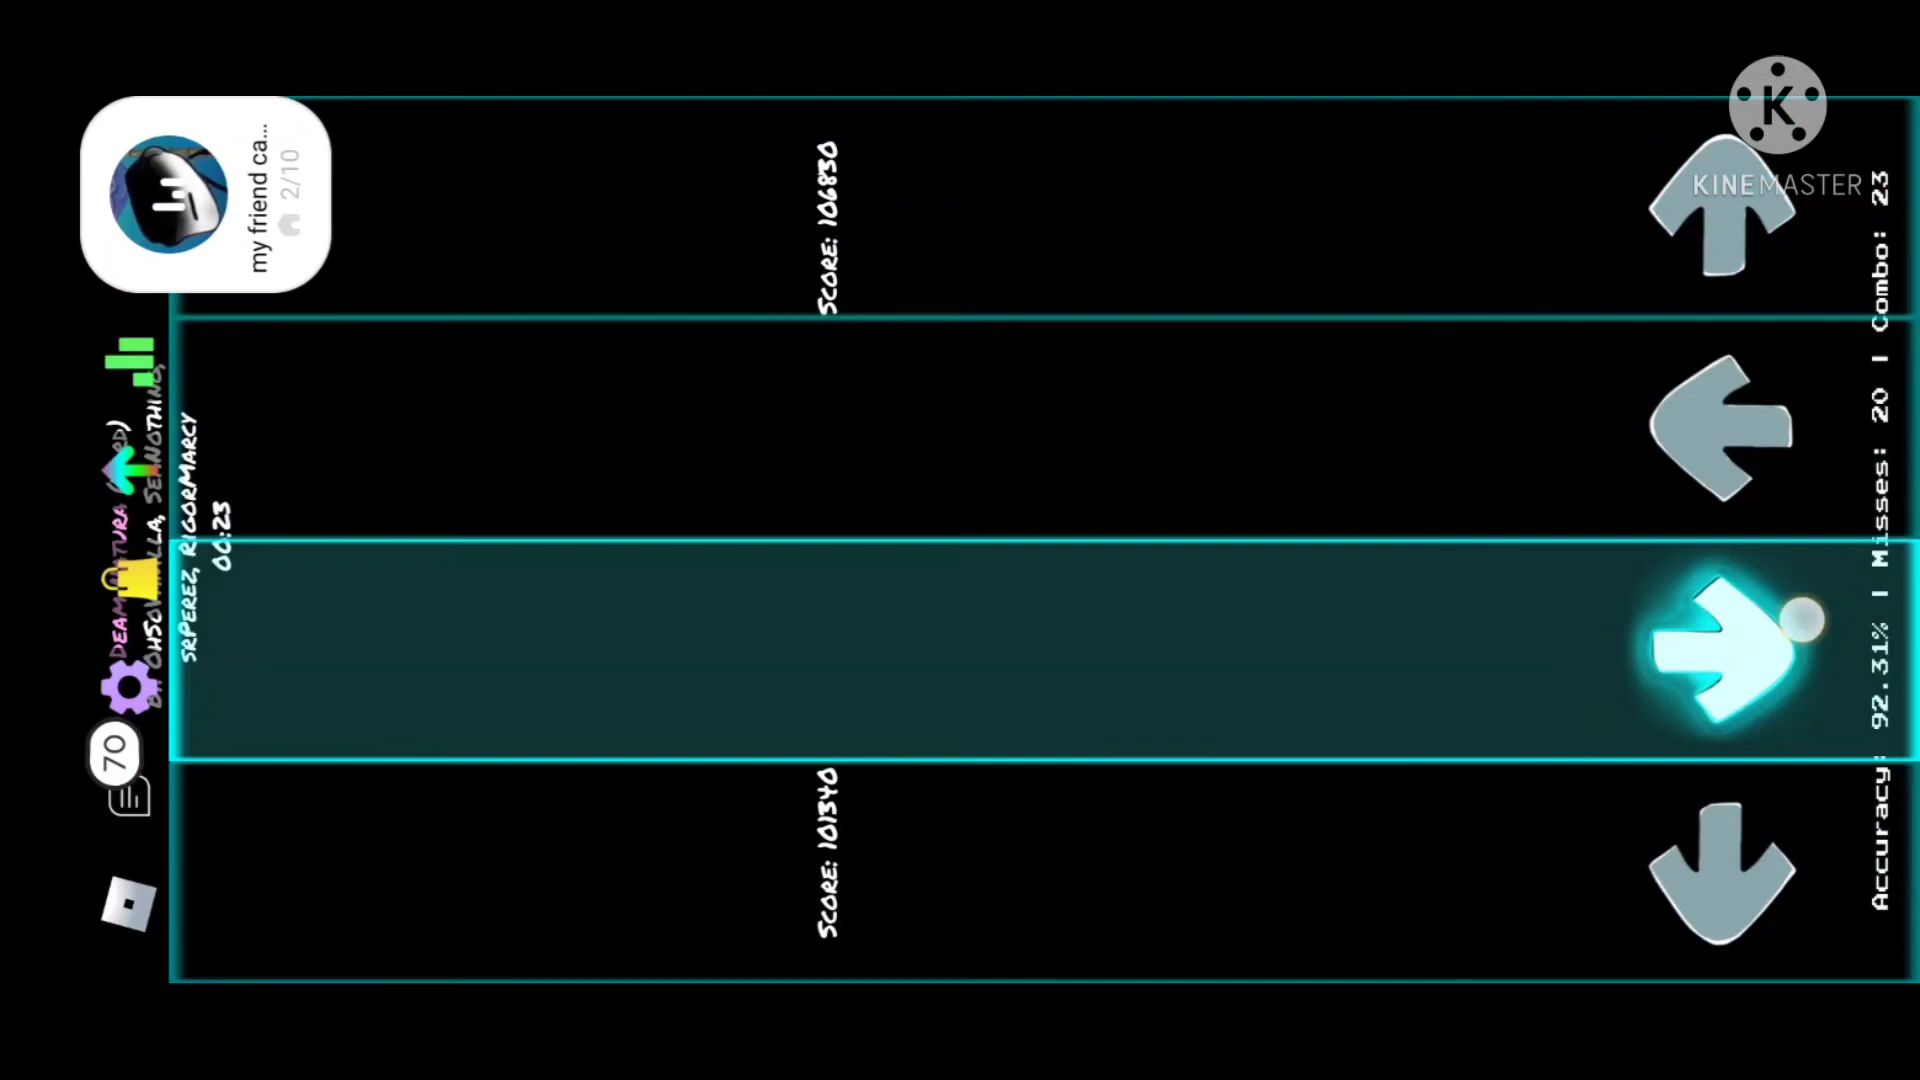 my friend ca...
2/10
70
SRPEREZ, RIGORMARCY
00:23
SCORE: 101340
SCORE: 106830
Accuracy: 92.31% | Misses: 20 | Combo: 23
K
KINEMASTER